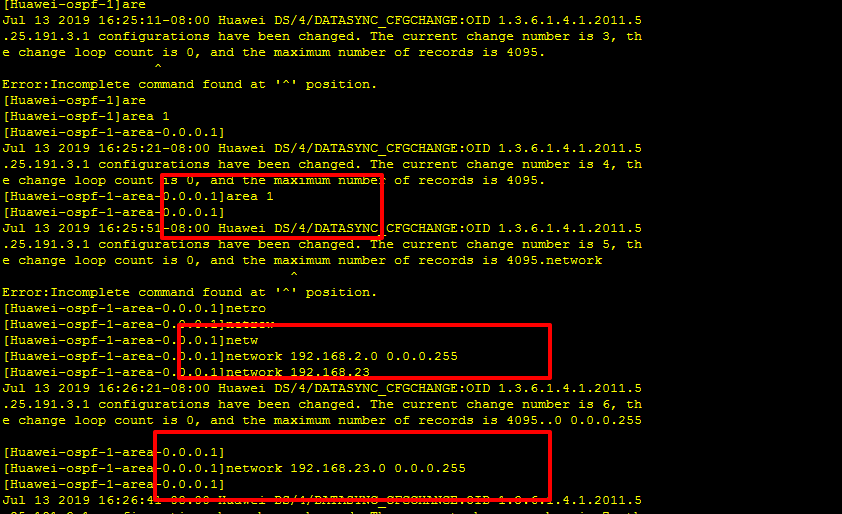 [Huawei-ospf-1]are
Jul 13 2019 16:25:11-08:00 Huawei DS/4/DATASYNC_CFGCHANGE:OID 1.3.6.1.4.1.2011.5
.25.191.3.1 configurations have been changed. The current change number is 3, th
e change loop count is 0, and the maximum number of records is 4095.
^
Error:Incomplete command found at '^' position.
[Huawei-ospf-1]are
[Huawei-ospf-1]area 1
[Huawei-ospf-1-area-0.0.0.1]
Jul 13 2019 16:25:21-08:00 Huawei DS/4/DATASYNC_CFGCHANGE:OID 1.3.6.1.4.1.2011.5
.25.191.3.1 configurations have been changed. The current change number is 4, th
e change loop count is 0, and the maximum number of records is 4095.
[Huawei-ospf-1-area-0.0.0.1]area 1
[Huawei-ospf-1-area-0.0.0.1]
Jul 13 2019 16:25:51-08:00 Huawei DS/4/DATASYNC_CFGCHANGE:OID 1.3.6.1.4.1.2011.5
.25.191.3.1 configurations have been changed. The current change number is 5, th
e change loop count is 0, and the maximum number of records is 4095.network
^
Error:Incomplete command found at '^' position.
[Huawei-ospf-1-area-0.0.0.1]netro
[Huawei-ospf-1-area-0.0.0.1]
[Huawei-ospf-1-area-0.0.0.1]netw
[Huawei-ospf-1-area-0.0.0.1]network 192.168.2.0 0.0.0.255
[Huawei-ospf-1-area-0.0.0.1]network 192.168.23
Jul 13 2019 16:26:21-08:00 Huawei DS/4/DATASYNC_CFGCHANGE:OID 1.3.6.1.4.1.2011.5
.25.191.3.1 configurations have been changed. The current change number is 6, th
e change loop count is 0, and the maximum number of records is 4095..0 0.0.0.255
[Huawei-ospf-1-area-0.0.0.1]
[Huawei-ospf-1-area-0.0.0.1]network 192.168.23.0 0.0.0.255
[Huawei-ospf-1-area-0.0.0.1]
Jul 13 2019 16:26:41-08:00 Huawei DS/4/DATASYNC_CFGCHANGE:OID 1.3.6.1.4.1.2011.5